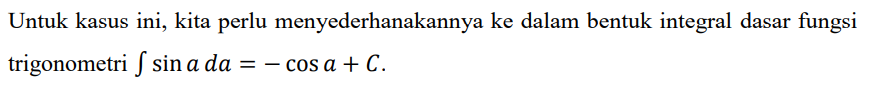 Untuk kasus ini, kita perlu menyederhanakannya ke dalam bentuk integral dasar fungsi
trigonometri ∫ sin a da = − cos a + C.